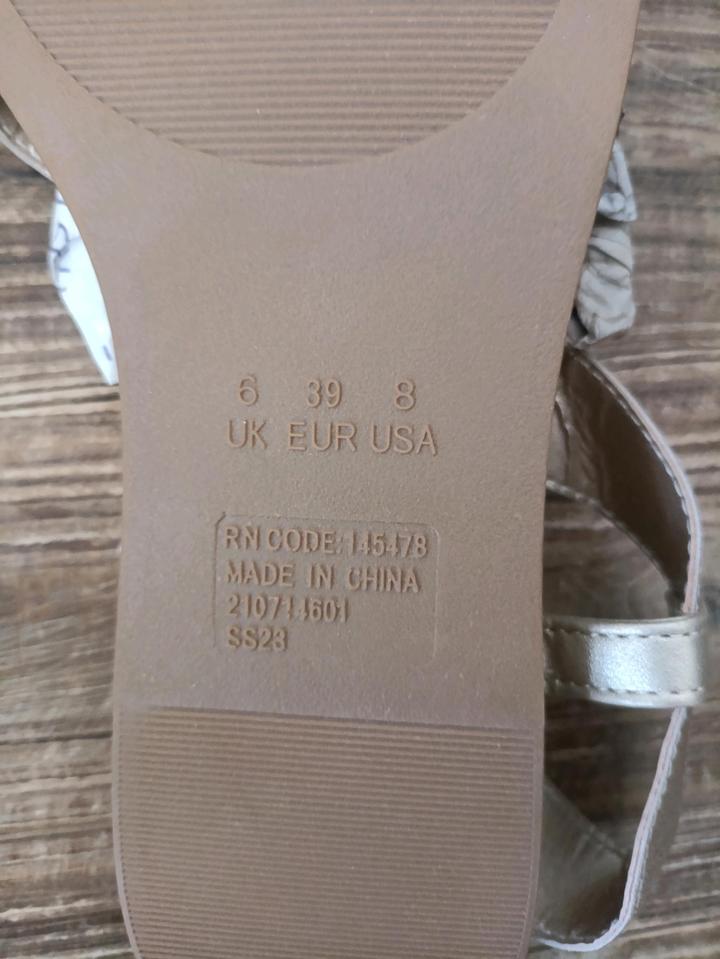 6 39 8
UK EUR USA
RN CODE: 145478
MADE IN CHINA
210714601
SS23